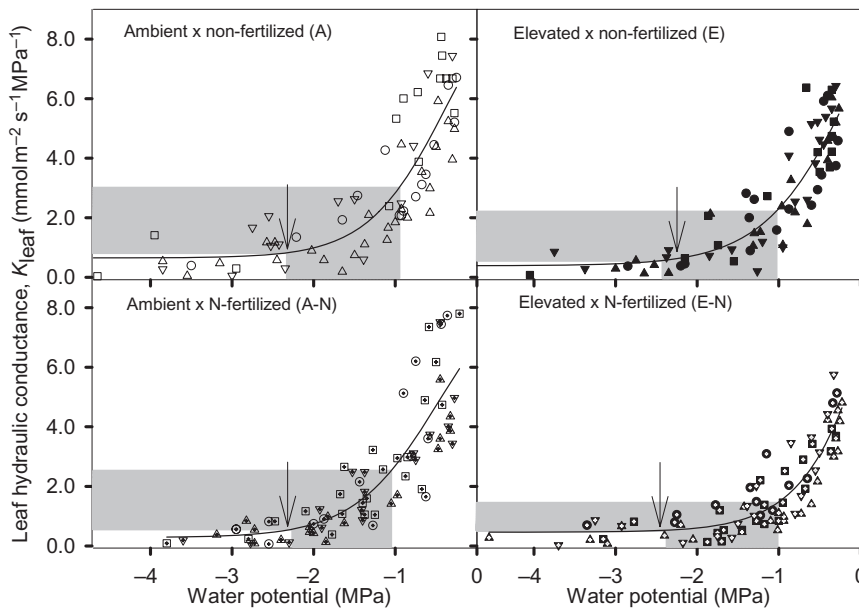 Ambient x non-fertilized (A)
Elevated x non-fertilized (E)
8.0
6.0
4.0
2.0
0.0
Ambient x N-fertilized (A-N)
Elevated x N-fertilized (E-N)
8.0
6.0
4.0
2.0
0.0
Leaf hydraulic conductance, Kleaf (mmolm−2 s−1MPa−1)
−4 −3 −2 −1 0 −4 −3 −2 −1 0
Water potential (MPa) Water potential (MPa)